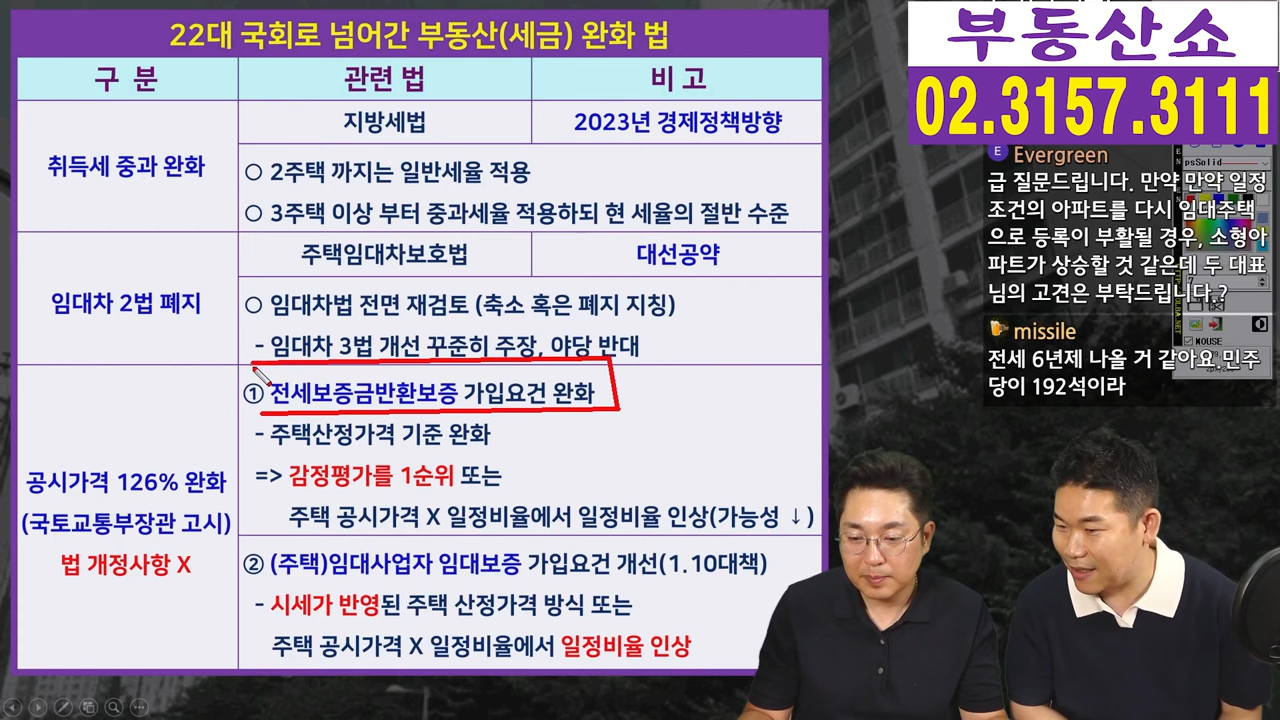 22대 국회로 넘어간 부동산(세금) 완화 법
구 분
관련 법
비 고
취득세 중과 완화
지방세법
2023년 경제정책방향
○ 2주택 까지는 일반세율 적용
○ 3주택 이상 부터 중과세율 적용하되 현 세율의 절반 수준
임대차 2법 폐지
주택임대차보호법
대선공약
○ 임대차법 전면 재검토 (축소 혹은 폐지 지칭)
- 임대차 3법 개선 꾸준히 주장, 야당 반대
공시가격 126% 완화
(국토교통부장관 고시)
법 개정사항 X
① 전세보증금반환보증 가입요건 완화
- 주택산정가격 기준 완화
=> 감정평가를 1순위 또는
주택 공시가격 X 일정비율에서 일정비율 인상(가능성 ↓)
② (주택)임대사업자 임대보증 가입요건 개선(1.10대책)
- 시세가 반영된 주택 산정가격 방식 또는
주택 공시가격 X 일정비율에서 일정비율 인상
부동산쇼
02.3157.3111
E Evergreen
급 질문드립니다. 만약 만약 일정
조건의 아파트를 다시 임대주택
으로 등록이 부활될 경우, 소형아
파트가 상승할 것 같은데 두 대표
님의 고견은 부탁드립니다.?
missile
전세 6년제 나올 거 같아요.민주
당이 192석이라
psSolid
MOUSE